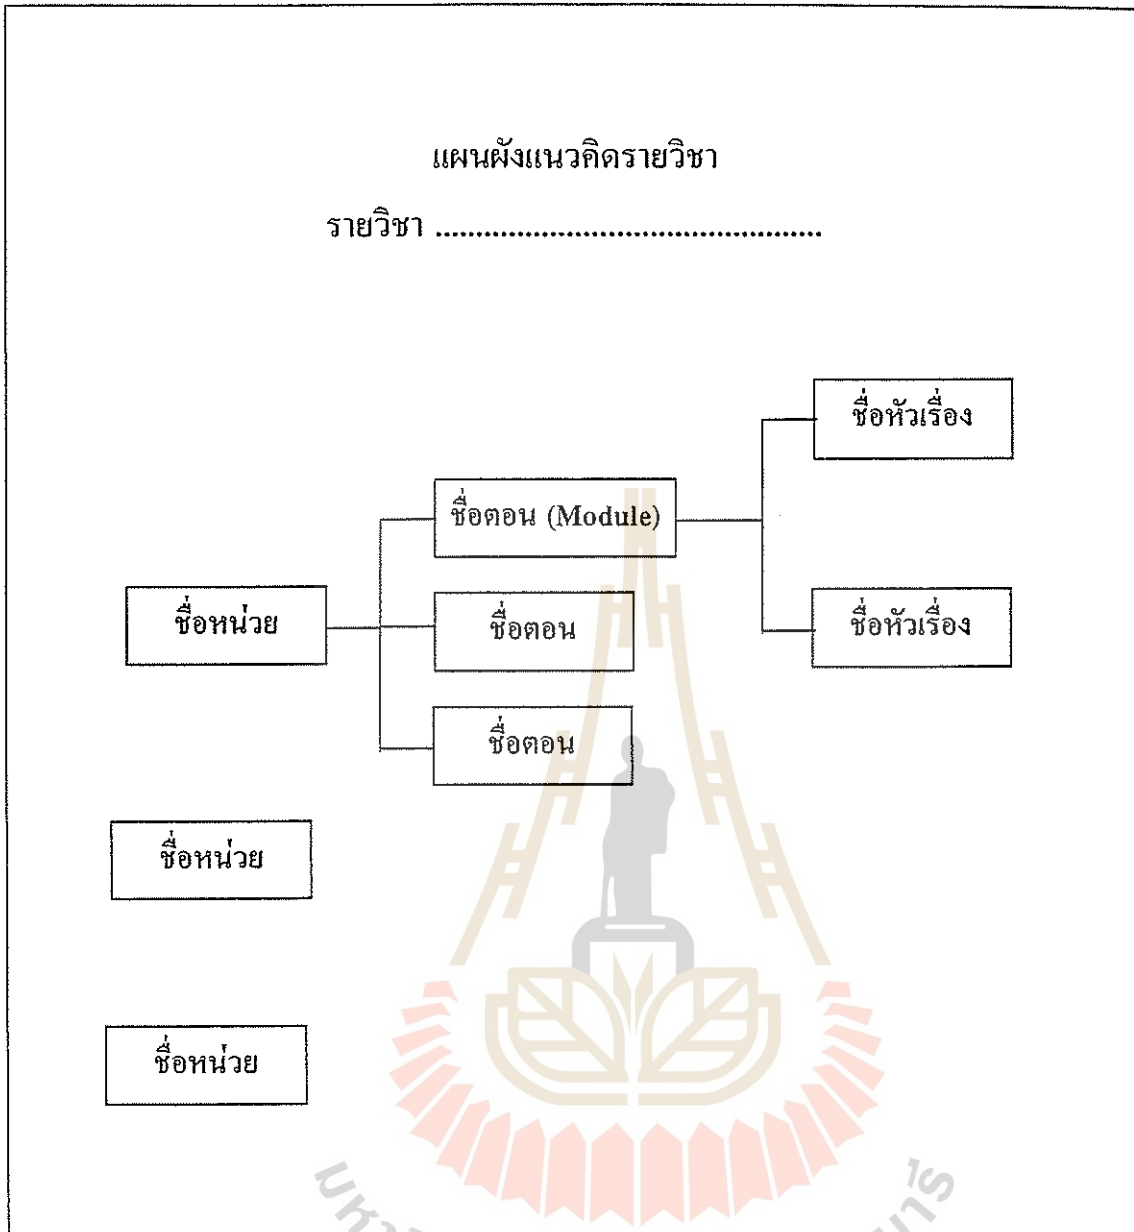 แผนผังแนวคิดรายวิชา
รายวิชา ................................................
ชื่อหัวเรื่อง
ชื่อตอน (Module)
ชื่อหน่วย
ชื่อตอน
ชื่อหัวเรื่อง
ชื่อตอน
ชื่อหน่วย
ชื่อหน่วย